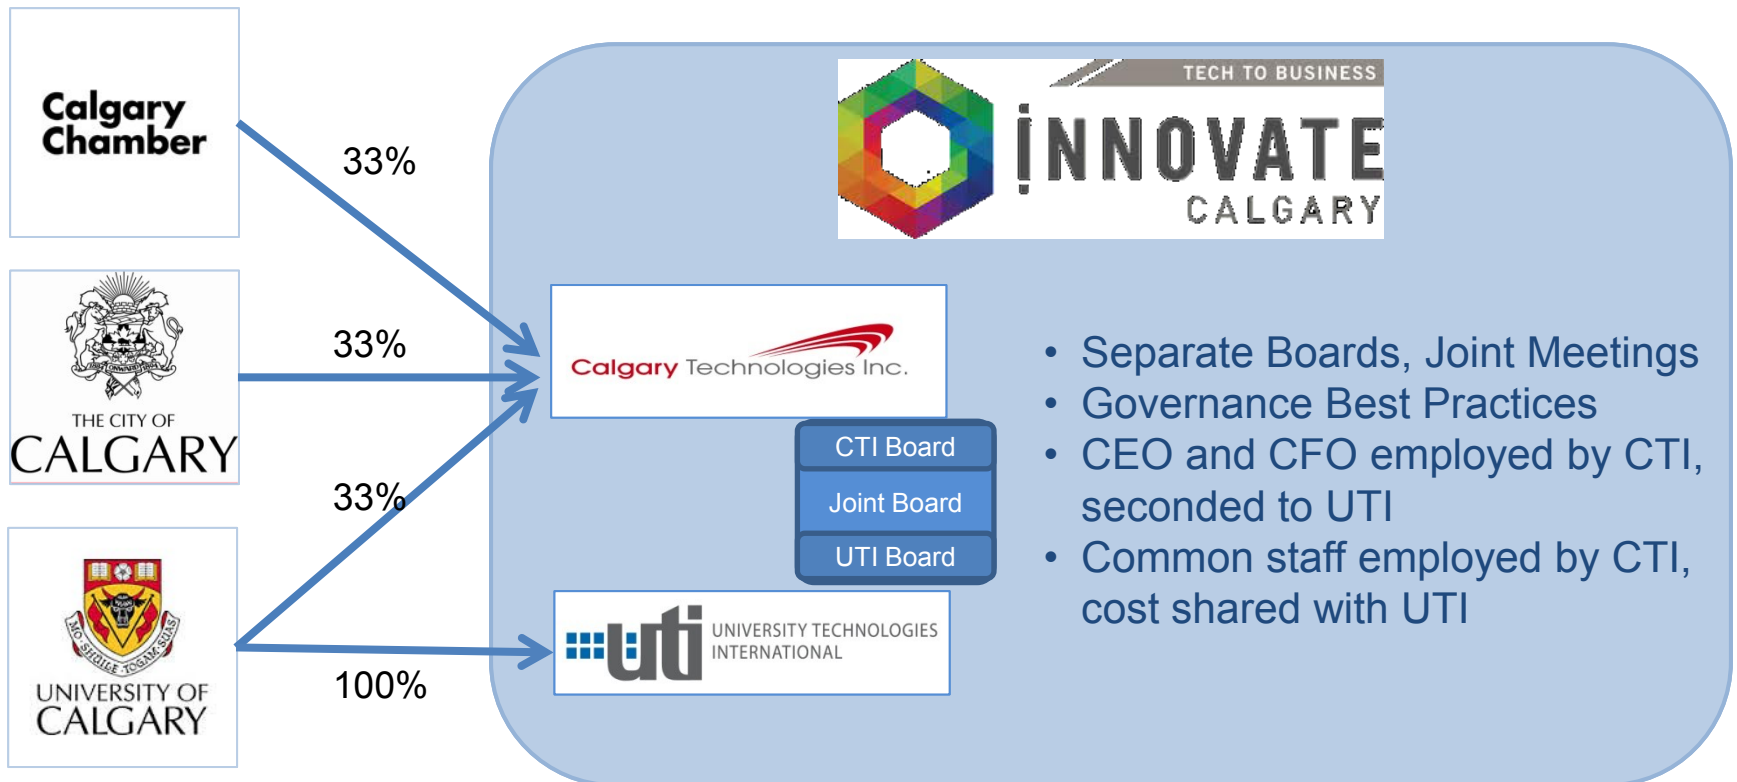 Calgary
Chamber
33%
THE CITY OF
CALGARY
33%
UNIVERSITY OF
CALGARY
33%
100%
TECH TO BUSINESS
INNOVATE
CALGARY
Calgary Technologies Inc.
CTI Board
Joint Board
UTI Board
uti UNIVERSITY TECHNOLOGIES
INTERNATIONAL
• Separate Boards, Joint Meetings
• Governance Best Practices
• CEO and CFO employed by CTI,
seconded to UTI
• Common staff employed by CTI,
cost shared with UTI